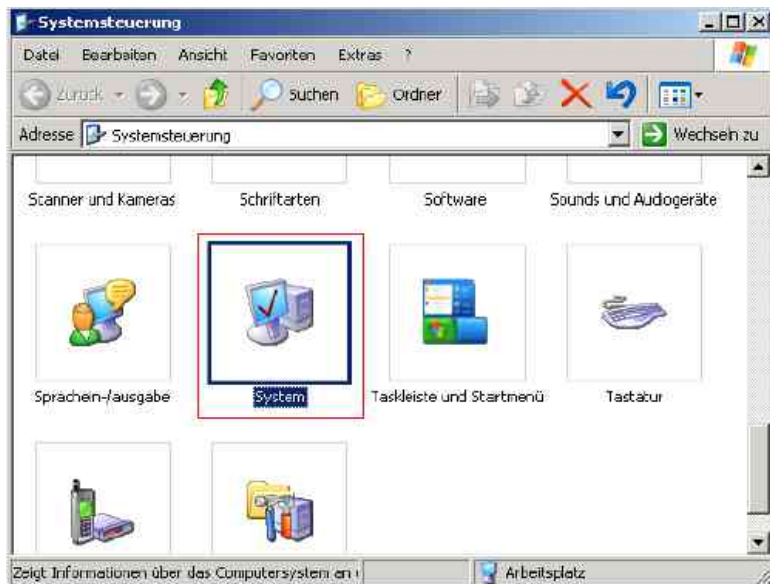 Systemsteuerung
Datei Bearbeiten Ansicht Favoriten Extras ?
Zurück Suchen Ordner
Adresse Systemsteuerung Wechseln zu
Scanner und Kameras Schriftarten Software Sounds und Audiogeräte
Sprachein-/ausgabe System Taskleiste und Startmenü Tastatur
Zeigt Informationen über das Computersystem an Arbeitsplatz